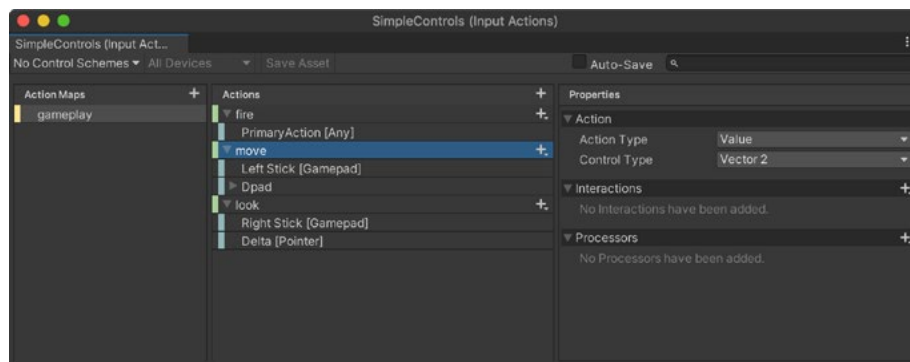 SimpleControls (Input Actions)
SimpleControls (Input Act...
No Control Schemes All Devices Save Asset Auto-Save
Action Maps
gameplay
Actions
fire
PrimaryAction [Any]
move
Left Stick [Gamepad]
Dpad
look
Right Stick [Gamepad]
Delta [Pointer]
Properties
Action
Action Type Value
Control Type Vector 2
Interactions
No Interactions have been added.
Processors
No Processors have been added.